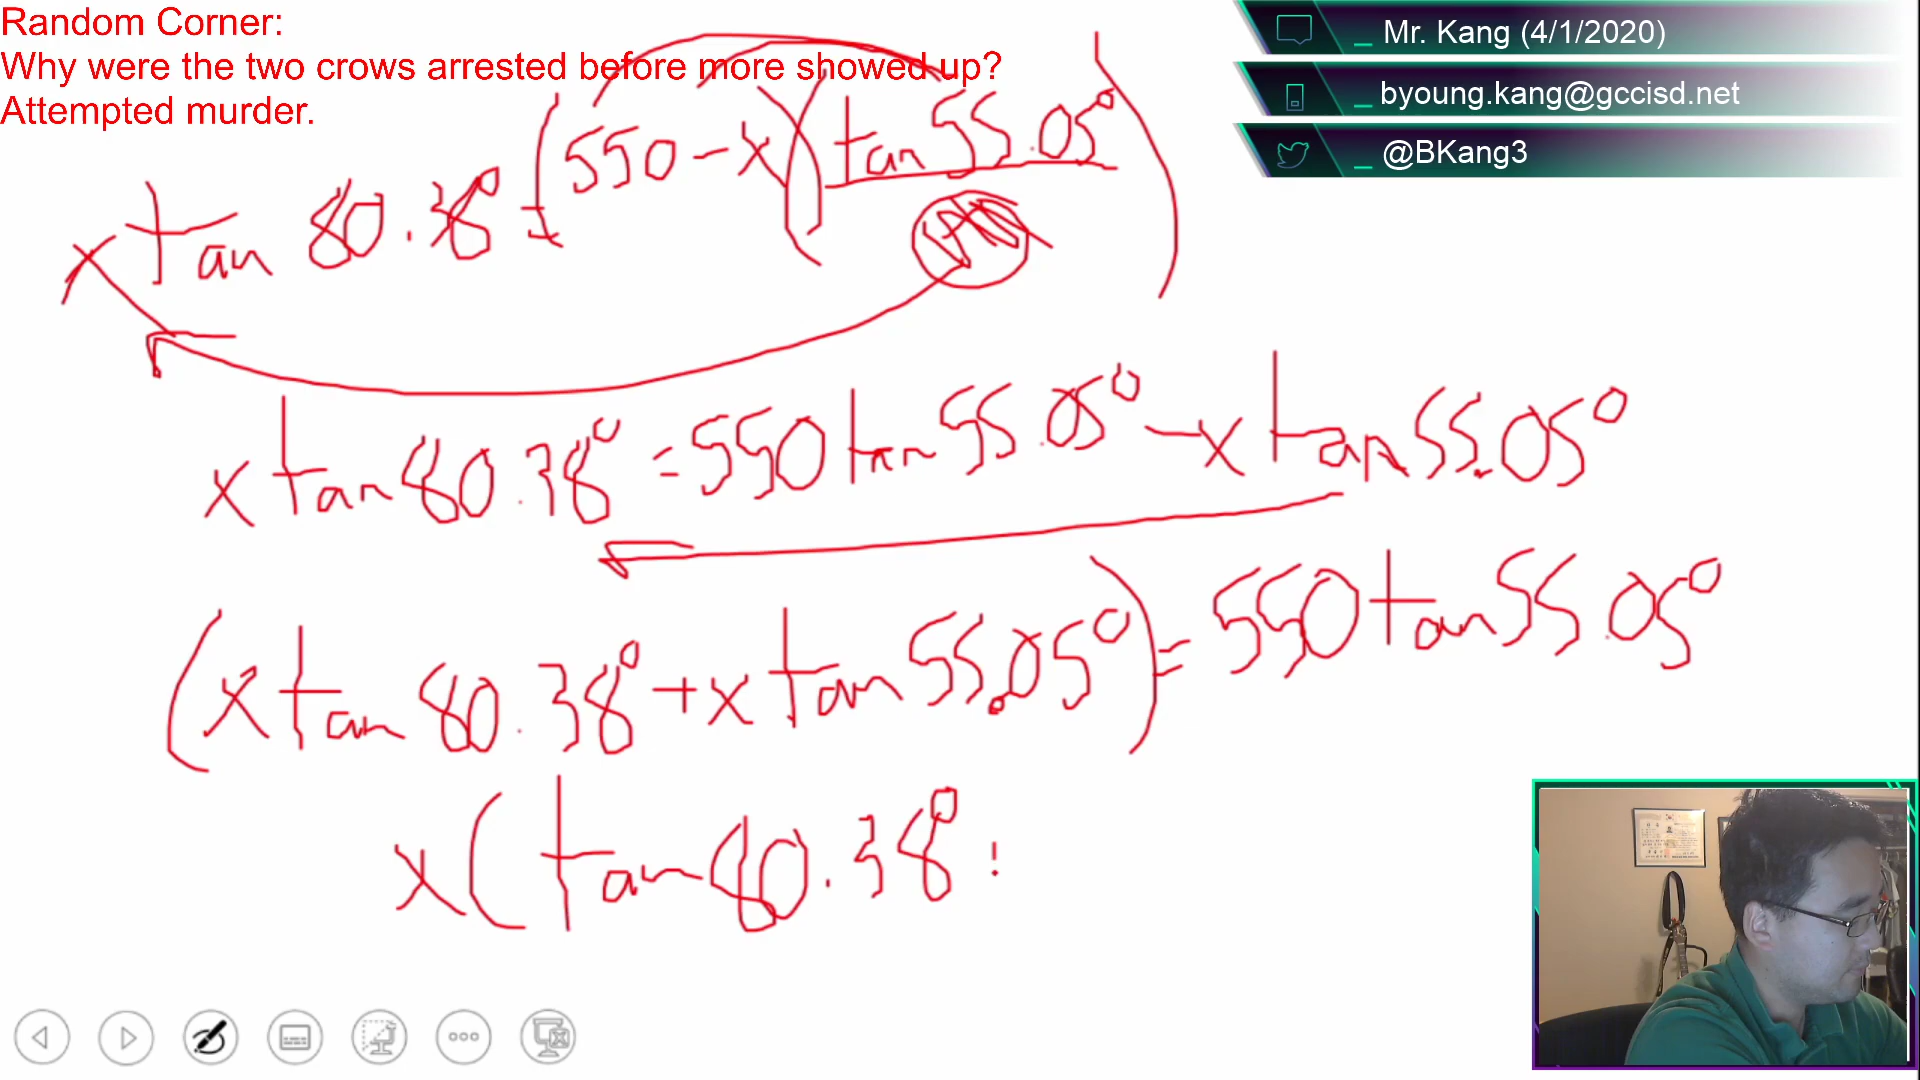 Random Corner:
Why were the two crows arrested before more showed up?
Attempted murder.
_ Mr. Kang (4/1/2020)
_ byoung.kang@gccisd.net
_ @BKang3
x tan 80.38° = (550 - x)(tan 55.05°)
x tan 80.38° = 550 tan 55.05° - x tan 55.05°
(x tan 80.38° + x tan 55.05°) = 550 tan 55.05°
x ( tan 80.38°